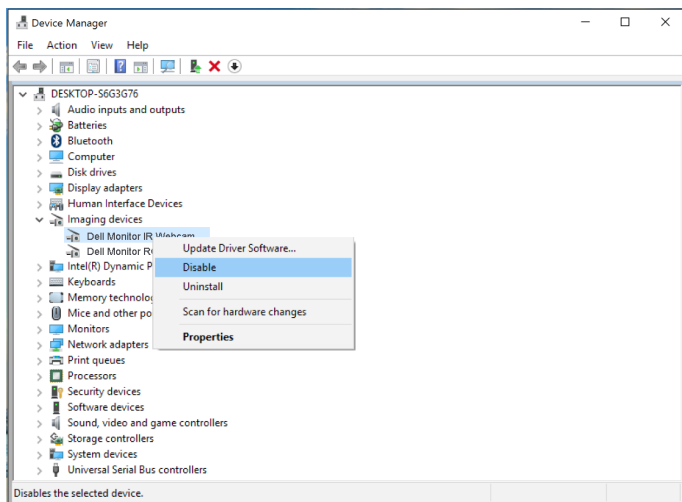 Device Manager
File Action View Help
DESKTOP-S6G3G76
Audio inputs and outputs
Batteries
Bluetooth
Computer
Disk drives
Display adapters
Human Interface Devices
Imaging devices
Dell Monitor IR Webcam
Dell Monitor
Intel(R) Dynamic
Keyboards
Memory
Mice and other
Monitors
Network adapters
Print queues
Processors
Security devices
Software devices
Sound, video and game controllers
Storage controllers
System devices
Universal Serial Bus controllers
Update Driver Software...
Disable
Uninstall
Scan for hardware changes
Properties
Disables the selected device.